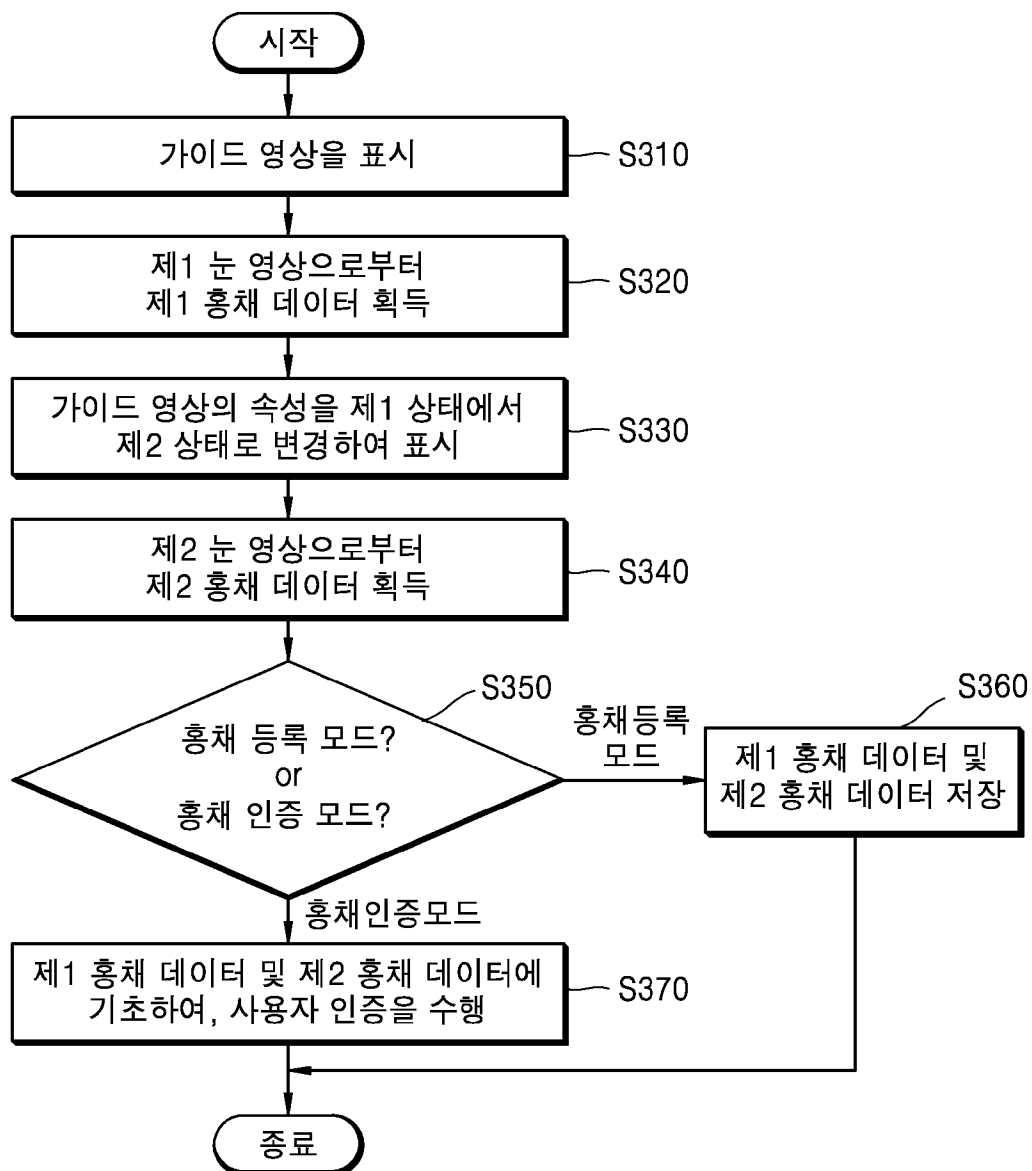 시작
가이드 영상을 표시
S310
제1 눈 영상으로부터
제1 홍채 데이터 획득
S320
가이드 영상의 속성을 제1 상태에서
제2 상태로 변경하여 표시
S330
제2 눈 영상으로부터
제2 홍채 데이터 획득
S340
홍채 등록 모드?
or
홍채 인증 모드?
S350
홍채등록
모드
제1 홍채 데이터 및
제2 홍채 데이터 저장
S360
홍채인증모드
제1 홍채 데이터 및 제2 홍채 데이터에
기초하여, 사용자 인증을 수행
S370
종료